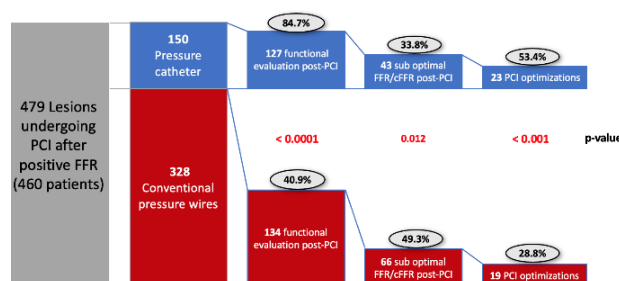 479 Lesions
undergoing
PCI after
positive FFR
(460 patients)
150
Pressure
catheter
84.7%
127 functional
evaluation post-PCI
33.8%
43 sub optimal
FFR/cFFR post-PCI
53.4%
23 PCI optimizations
< 0.0001
0.012
< 0.001
p-value
328
Conventional
pressure wires
40.9%
134 functional
evaluation post-PCI
49.3%
66 sub optimal
FFR/cFFR post-PCI
28.8%
19 PCI optimizations